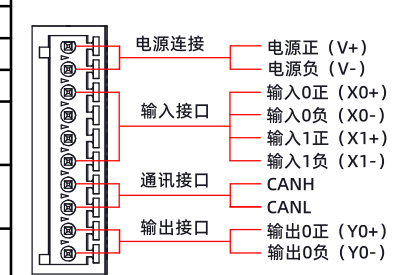 电源连接
电源正（V+）
电源负（V-）
输入接口
输入0正（X0+）
输入0负（X0-）
输入1正（X1+）
输入1负（X1-）
通讯接口
CANH
CANL
输出接口
输出0正（Y0+）
输出0负（Y0-）